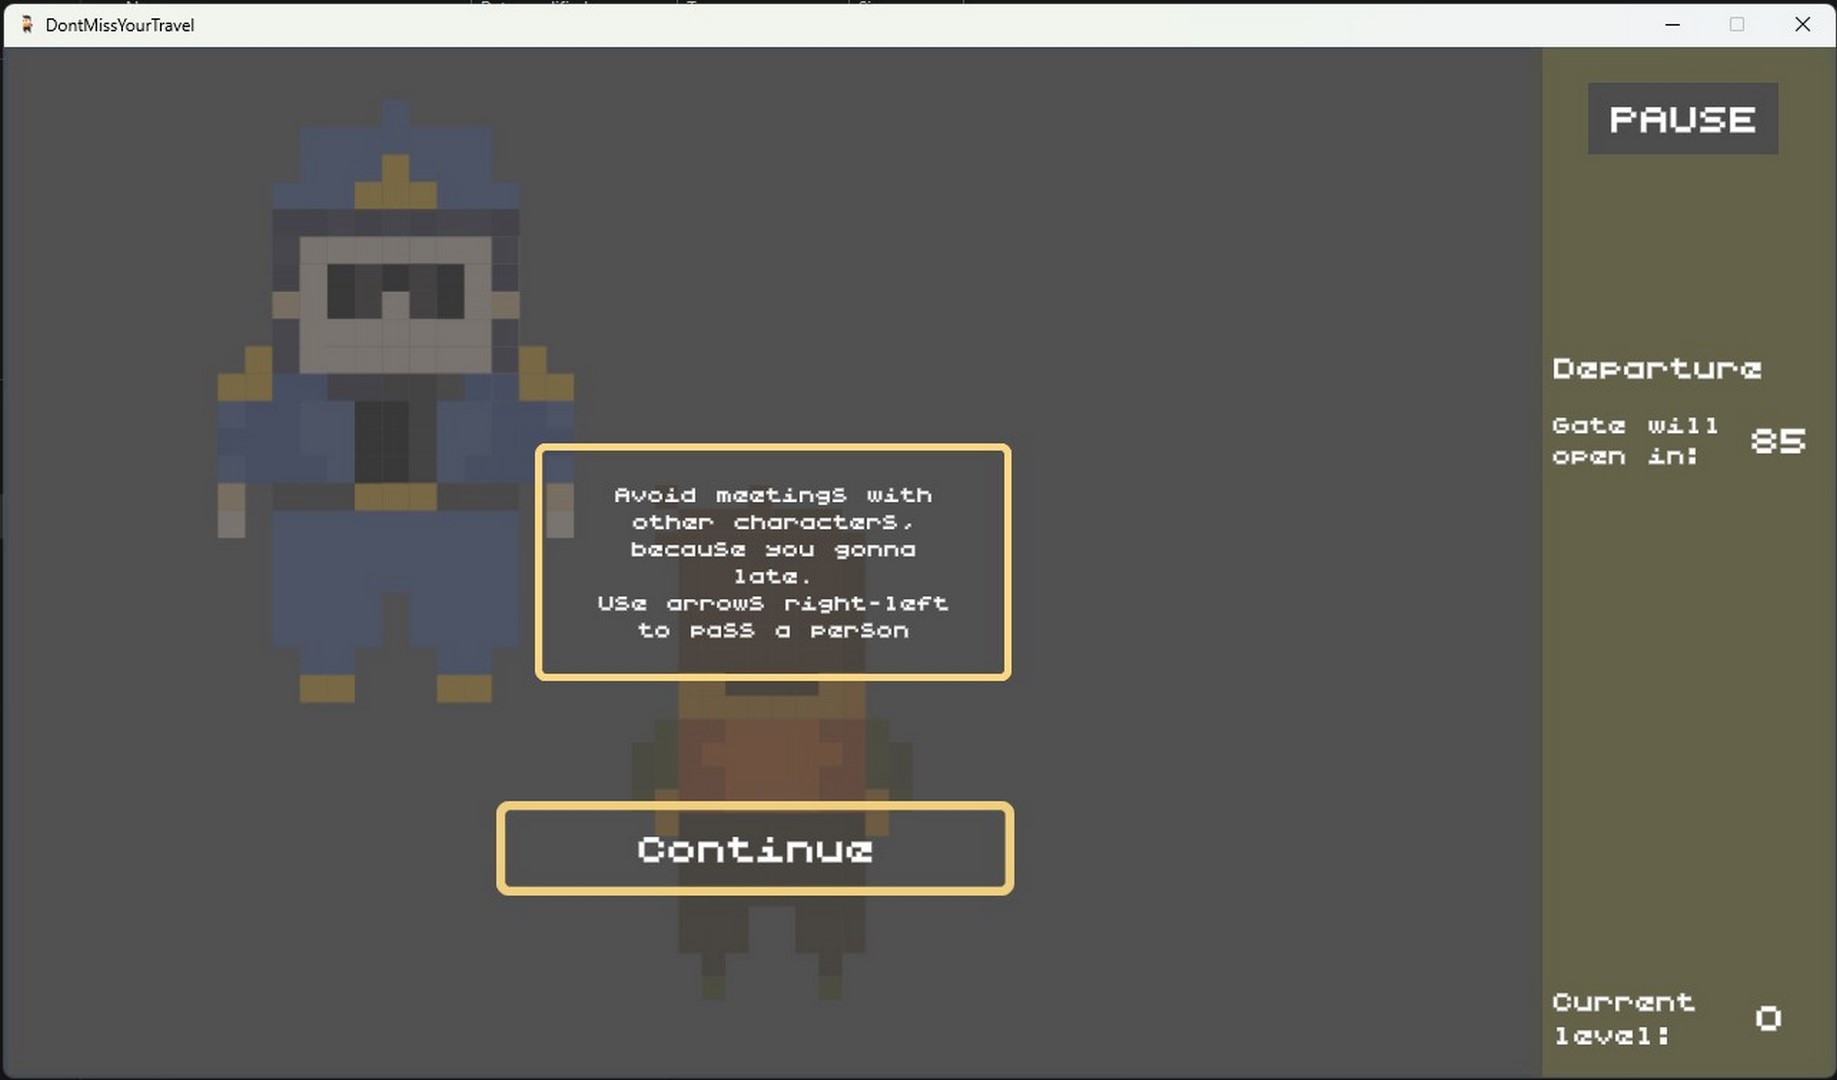 DontMissYourTravel
PAUSE
Departure
Gate will
open in:
85
Avoid meetings with
other characters,
because you gonna
late.
Use arrows right-left
to pass a person
Continue
Current
level:
0